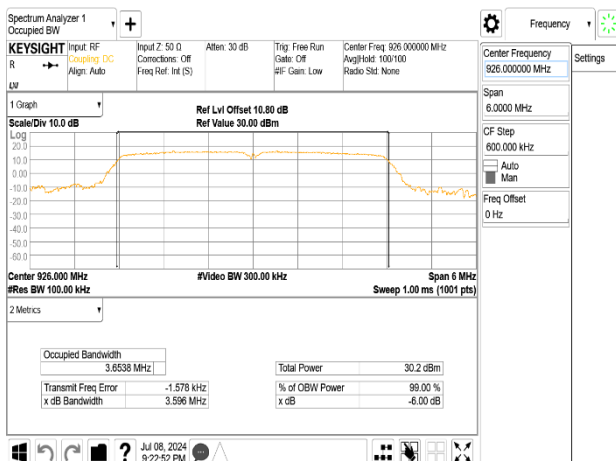 Spectrum Analyzer 1
Occupied BW
Frequency
KEYSIGHT Input: RF Input Z: 50 Ω Atten: 30 dB Trig: Free Run Center Freq: 926.000000 MHz
R Coupling: DC Corrections: Off Gate: Off Avg|Hold: 100/100
Align: Auto Freq Ref: Int (S) #IF Gain: Low Radio Std: None
Center Frequency
926.000000 MHz
Settings
Span
6.0000 MHz
CF Step
600.000 kHz
Auto
Man
Freq Offset
0 Hz
1 Graph
Ref Lvl Offset 10.80 dB
Scale/Div 10.0 dB Ref Value 30.00 dBm
Log
20.0
10.0
0.00
-10.0
-20.0
-30.0
-40.0
-50.0
-60.0
Center 926.000 MHz #Video BW 300.00 kHz Span 6 MHz
#Res BW 100.00 kHz Sweep 1.00 ms (1001 pts)
2 Metrics
Occupied Bandwidth
3.6538 MHz Total Power 30.2 dBm
Transmit Freq Error -1.578 kHz % of OBW Power 99.00 %
x dB Bandwidth 3.596 MHz x dB -6.00 dB
Jul 08, 2024
9:22:52 PM